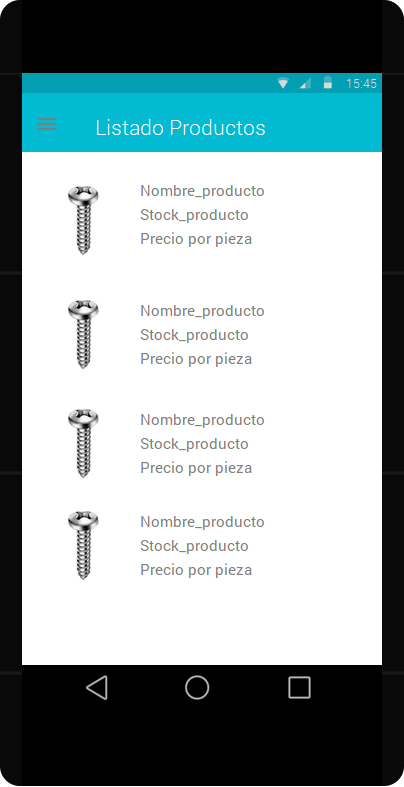 15:45
Listado Productos
Nombre_producto
Stock_producto
Precio por pieza
Nombre_producto
Stock_producto
Precio por pieza
Nombre_producto
Stock_producto
Precio por pieza
Nombre_producto
Stock_producto
Precio por pieza